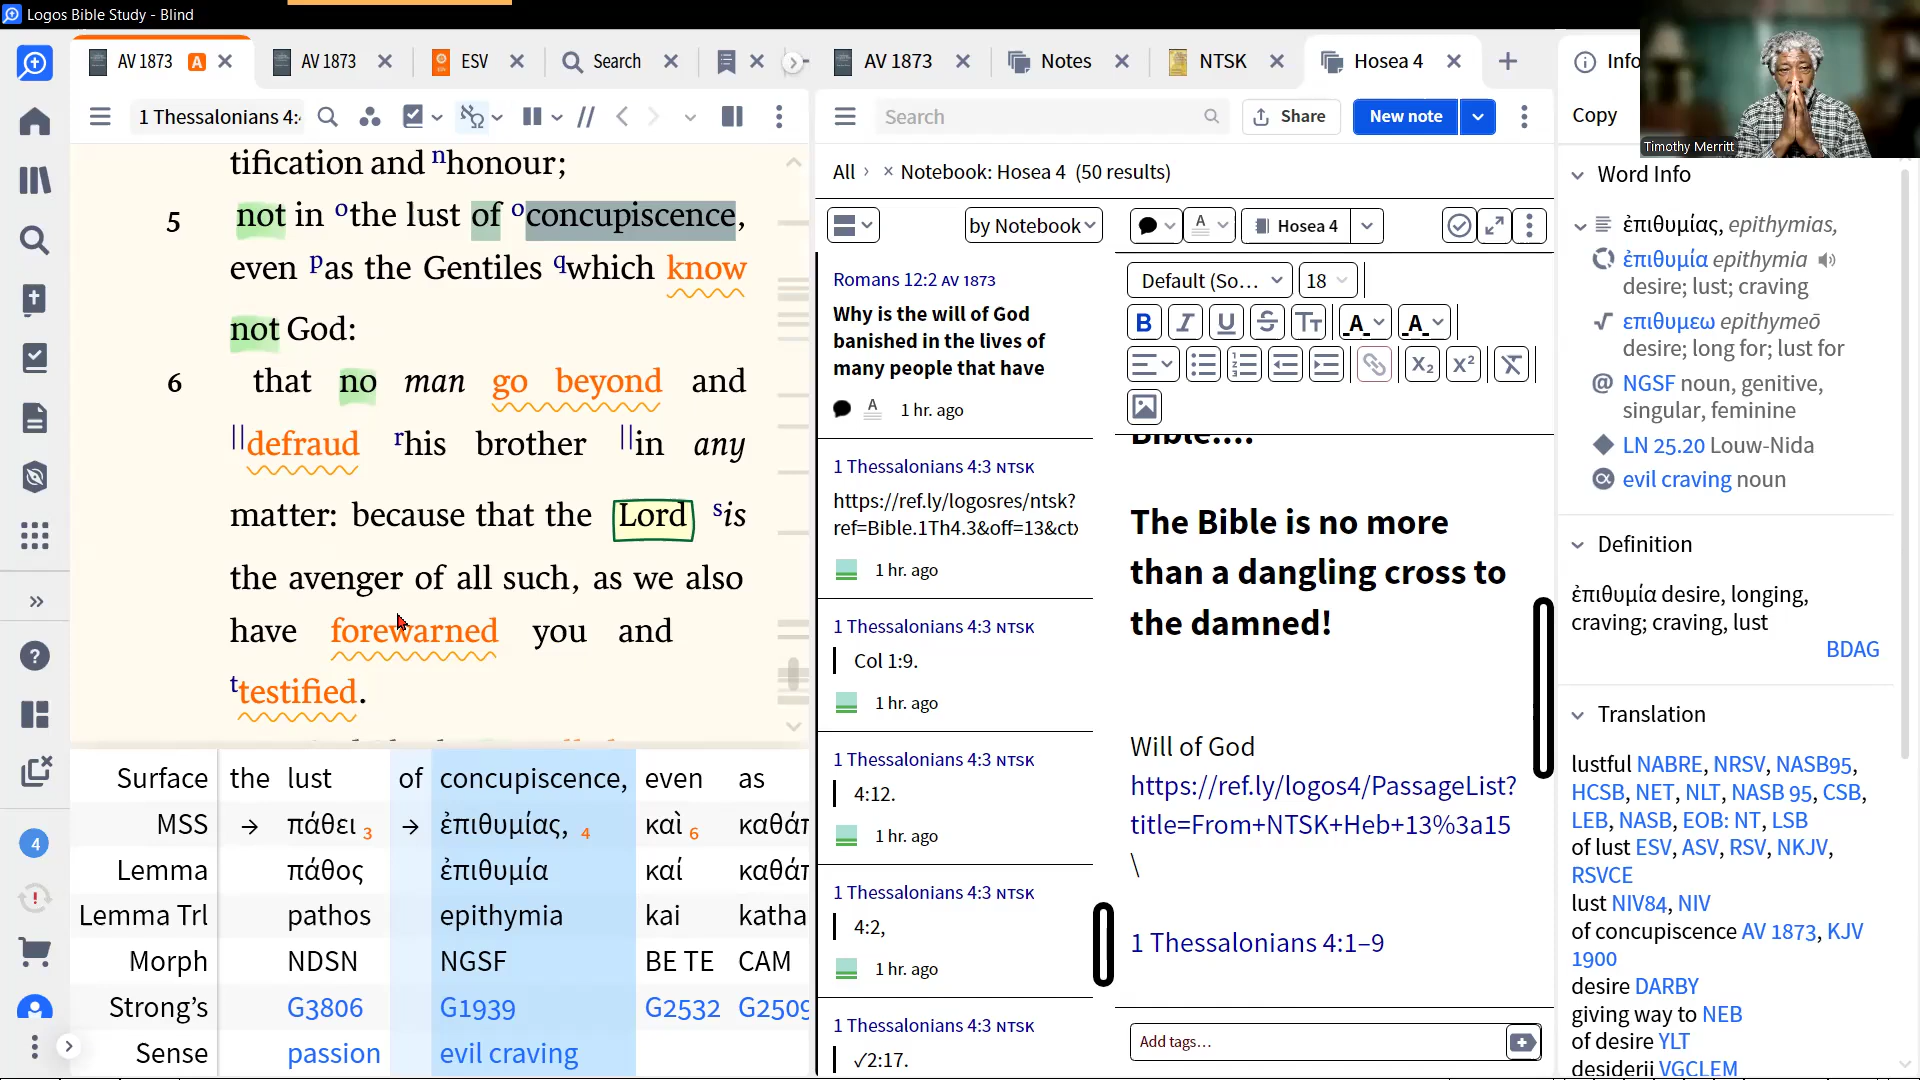 Logos Bible Study - Blind
AV 1873 A
AV 1873
ESV
Search
AV 1873
Notes
NTSK
Hosea 4
Info
1 Thessalonians 4:
Search
Share
New note
Copy
Timothy Merritt
tification and nhonour;
5 not in othe lust of oconcupiscence,
even pas the Gentiles qwhich know
not God:
6 that no man go beyond and
||defraud rhis brother ||in any
matter: because that the Lord sis
the avenger of all such, as we also
have forewarned you and
ttestified.
Surface the lust of concupiscence, even as
MSS → πάθει 3 → ἐπιθυμίας, 4 καὶ 6 καθάπ
Lemma πάθος ἐπιθυμία καί καθάπ
Lemma Trl pathos epithymia kai katha
Morph NDSN NGSF BE TE CAM
Strong's G3806 G1939 G2532 G2509
Sense passion evil craving
4
All › × Notebook: Hosea 4 (50 results)
by Notebook
Hosea 4
Romans 12:2 AV 1873
Why is the will of God
banished in the lives of
many people that have
1 hr. ago
1 Thessalonians 4:3 NTSK
https://ref.ly/logosres/ntsk?
ref=Bible.1Th4.3&off=13&ctx
1 hr. ago
1 Thessalonians 4:3 NTSK
Col 1:9.
1 hr. ago
1 Thessalonians 4:3 NTSK
4:12.
1 hr. ago
1 Thessalonians 4:3 NTSK
4:2,
1 hr. ago
1 Thessalonians 4:3 NTSK
✓2:17.
Default (So...
18
B I U S TT A A
X₂ X²
Bible....
The Bible is no more
than a dangling cross to
the damned!
Will of God
https://ref.ly/logos4/PassageList?
title=From+NTSK+Heb+13%3a15
\
1 Thessalonians 4:1–9
Add tags...
Word Info
ἐπιθυμίας, epithymias,
ἐπιθυμία epithymia
desire; lust; craving
επιθυμεω epithymeō
desire; long for; lust for
@ NGSF noun, genitive,
singular, feminine
LN 25.20 Louw-Nida
evil craving noun
Definition
ἐπιθυμία desire, longing,
craving; craving, lust
BDAG
Translation
lustful NABRE, NRSV, NASB95,
HCSB, NET, NLT, NASB 95, CSB,
LEB, NASB, EOB: NT, LSB
of lust ESV, ASV, RSV, NKJV,
RSVCE
lust NIV84, NIV
of concupiscence AV 1873, KJV
1900
desire DARBY
giving way to NEB
of desire YLT
desiderii VGCLEM